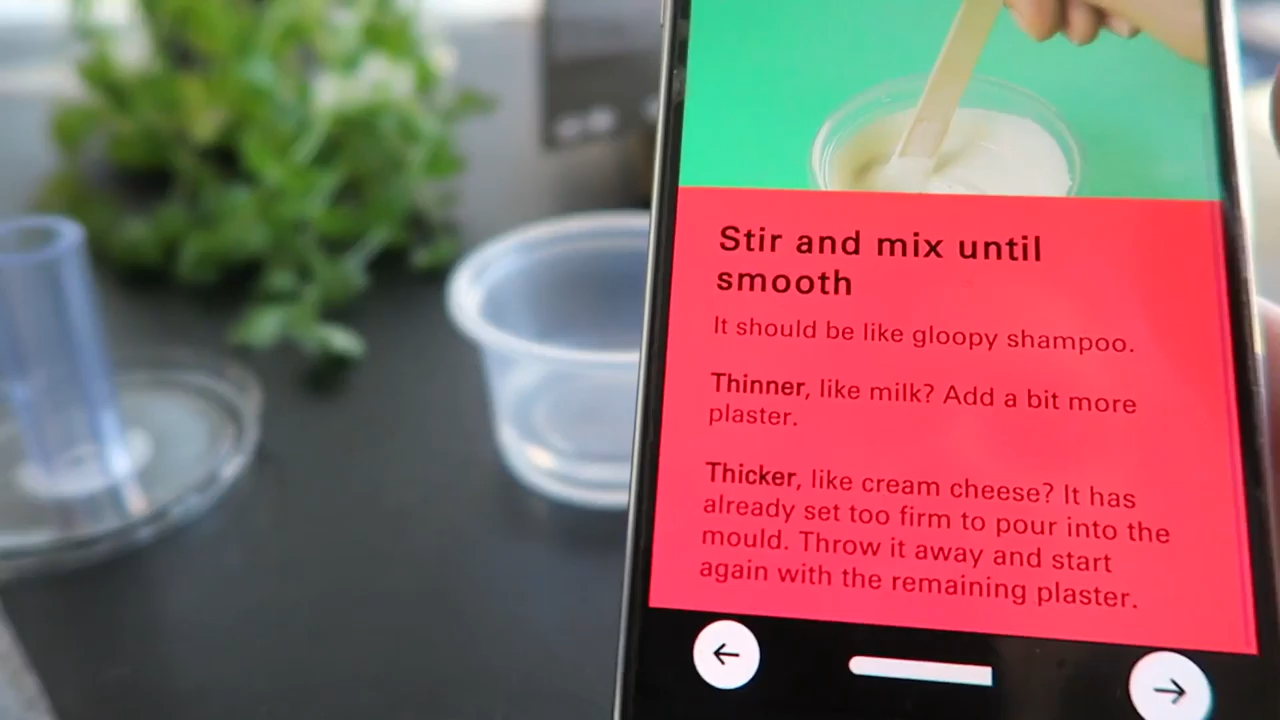 Stir and mix until
smooth
It should be like gloopy shampoo.
Thinner, like milk? Add a bit more
plaster.
Thicker, like cream cheese? It has
already set too firm to pour into the
mould. Throw it away and start
again with the remaining plaster.